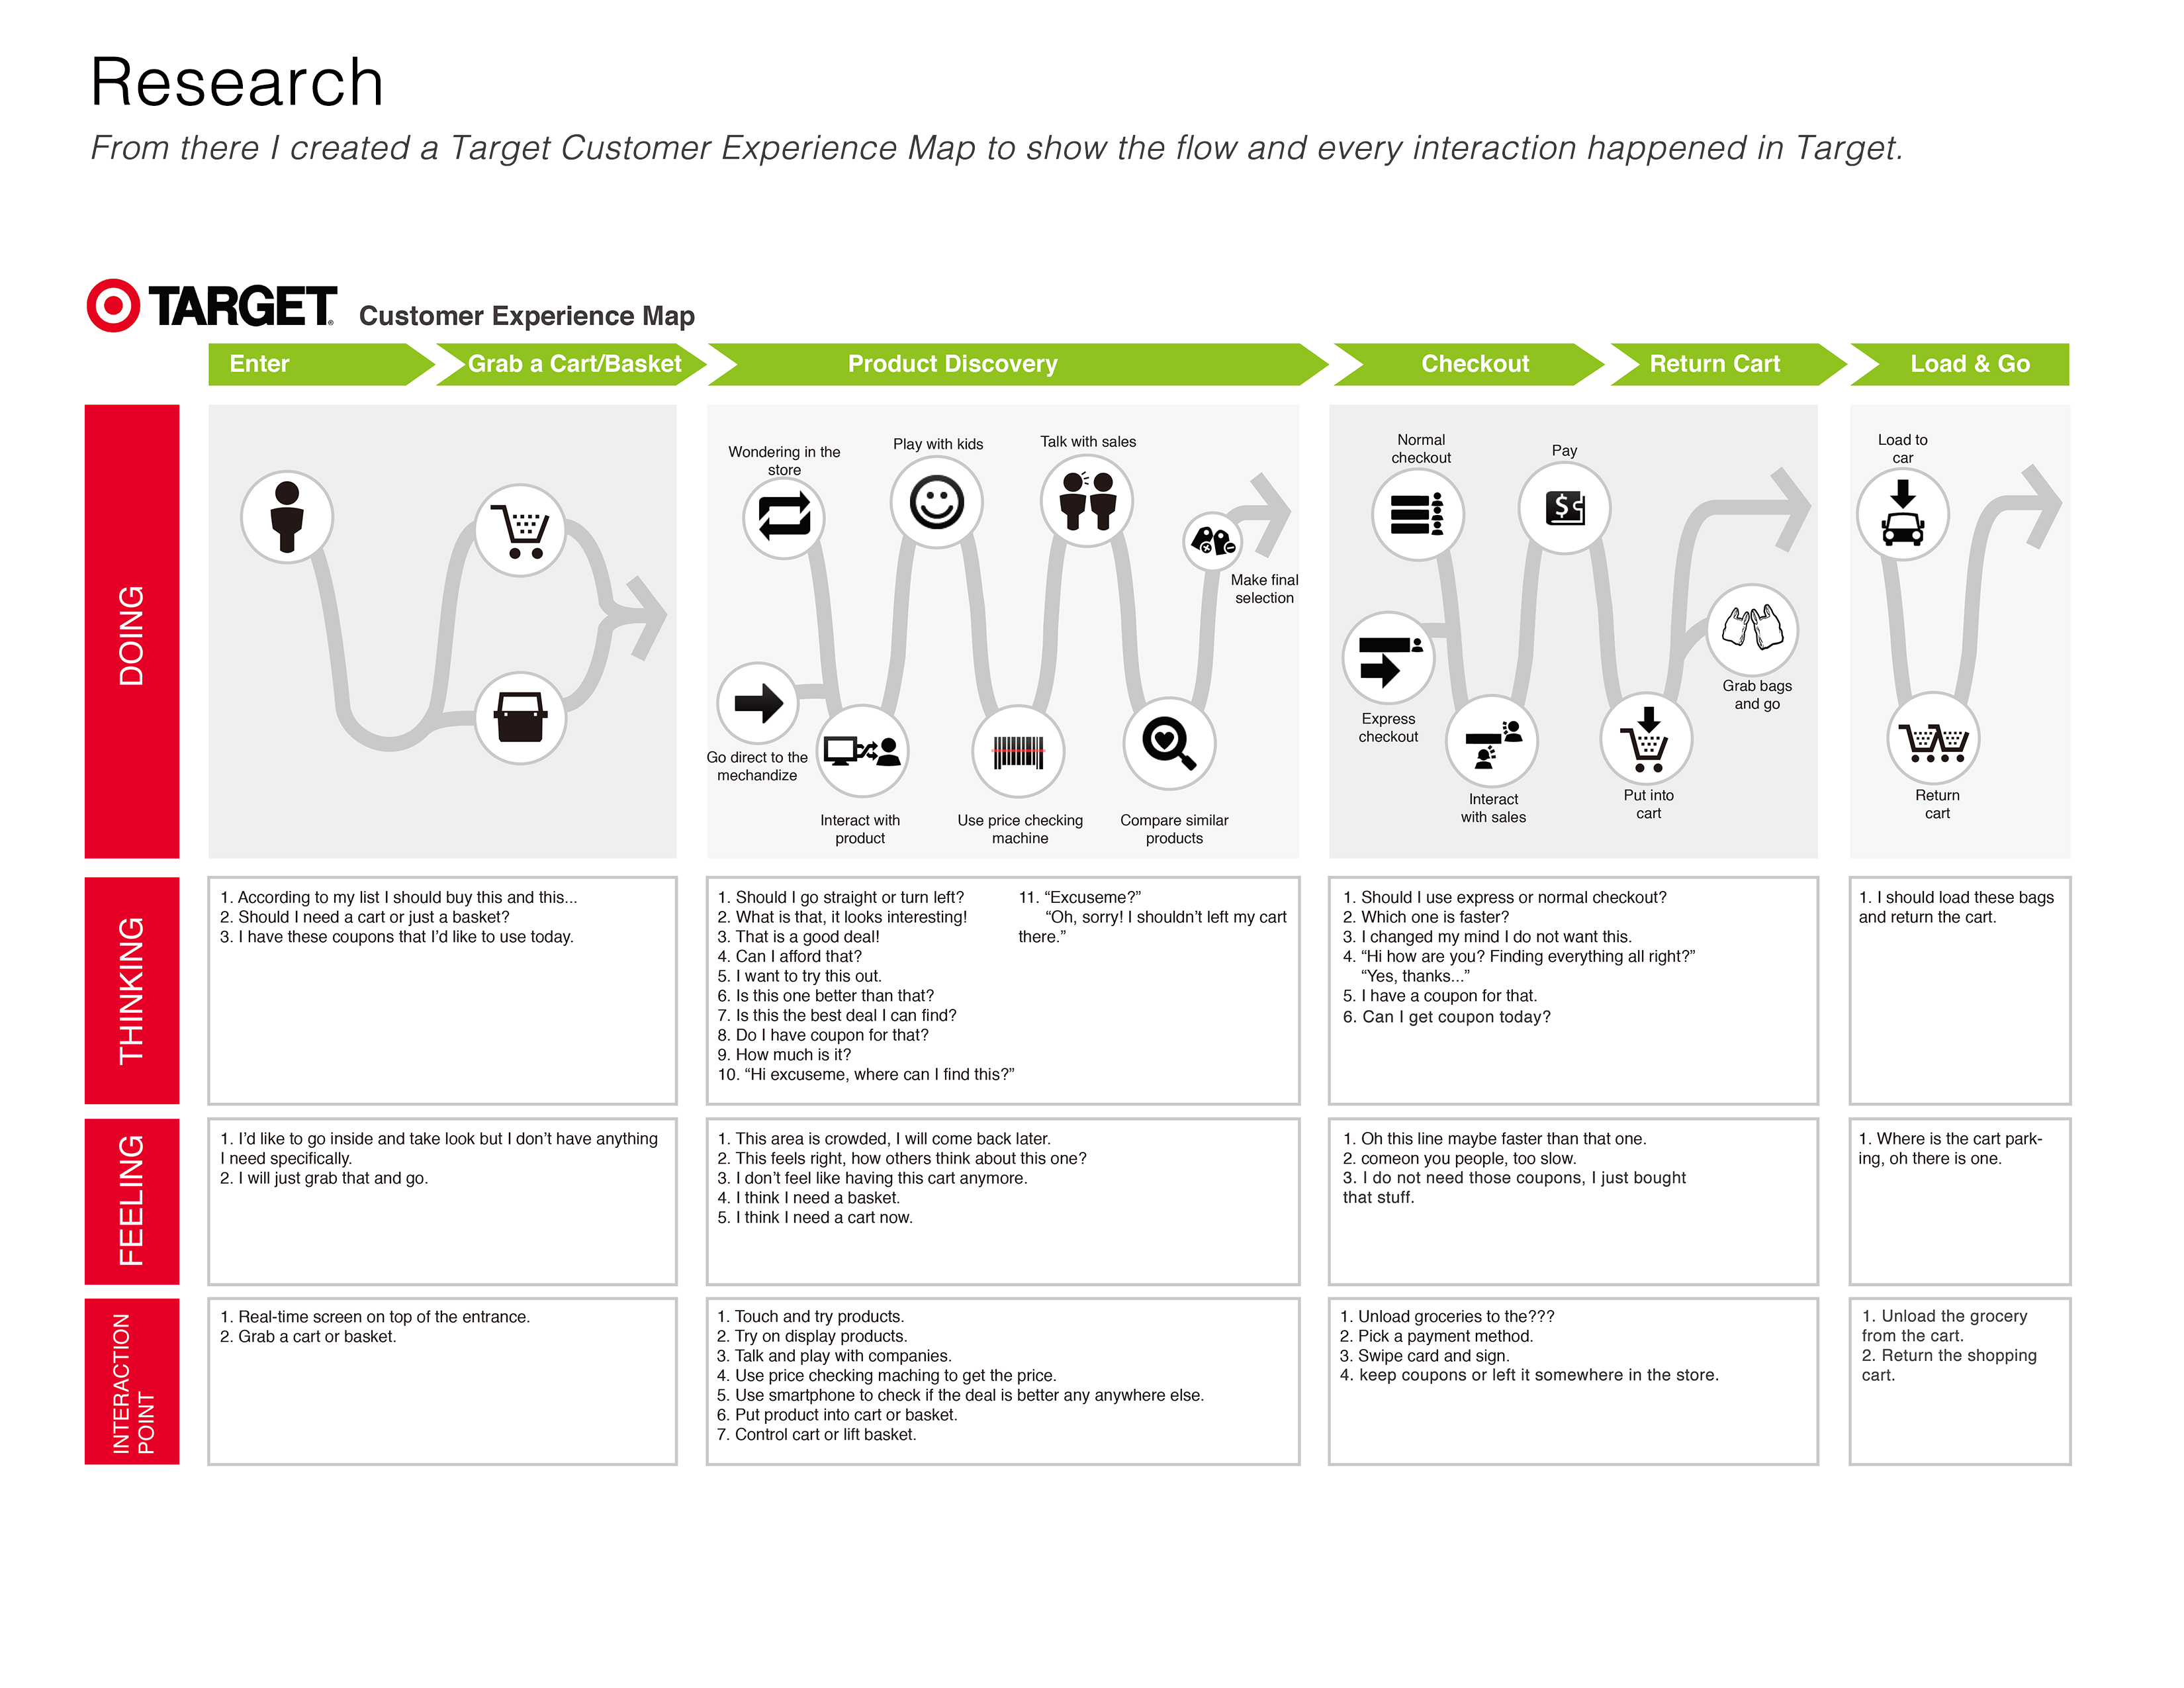 Research
From there I created a Target Customer Experience Map to show the flow and every interaction happened in Target.
TARGET
Customer Experience Map
Enter
Grab a Cart/Basket
Product Discovery
Checkout
Return Cart
Load & Go
DOING
Wondering in the
store
Play with kids
Talk with sales
Make final
selection
Go direct to the
mechandize
Interact with
product
Use price checking
machine
Compare similar
products
Normal
checkout
Pay
$
Express
checkout
Interact
with sales
Put into
cart
Grab bags
and go
Load to
car
Return
cart
THINKING
1. According to my list I should buy this and this...
2. Should I need a cart or just a basket?
3. I have these coupons that I’d like to use today.
1. Should I go straight or turn left?
2. What is that, it looks interesting!
3. That is a good deal!
4. Can I afford that?
5. I want to try this out.
6. Is this one better than that?
7. Is this the best deal I can find?
8. Do I have coupon for that?
9. How much is it?
10. “Hi excuseme, where can I find this?”
11. “Excuseme?”
“Oh, sorry! I shouldn’t left my cart
there.”
1. Should I use express or normal checkout?
2. Which one is faster?
3. I changed my mind I do not want this.
4. “Hi how are you? Finding everything all right?”
“Yes, thanks...”
5. I have a coupon for that.
6. Can I get coupon today?
1. I should load these bags
and return the cart.
FEELING
1. I’d like to go inside and take look but I don’t have anything
I need specifically.
2. I will just grab that and go.
1. This area is crowded, I will come back later.
2. This feels right, how others think about this one?
3. I don’t feel like having this cart anymore.
4. I think I need a basket.
5. I think I need a cart now.
1. Oh this line maybe faster than that one.
2. comeon you people, too slow.
3. I do not need those coupons, I just bought
that stuff.
1. Where is the cart park-
ing, oh there is one.
INTERACTION
POINT
1. Real-time screen on top of the entrance.
2. Grab a cart or basket.
1. Touch and try products.
2. Try on display products.
3. Talk and play with companies.
4. Use price checking maching to get the price.
5. Use smartphone to check if the deal is better any anywhere else.
6. Put product into cart or basket.
7. Control cart or lift basket.
1. Unload groceries to the???
2. Pick a payment method.
3. Swipe card and sign.
4. keep coupons or left it somewhere in the store.
1. Unload the grocery
from the cart.
2. Return the shopping
cart.